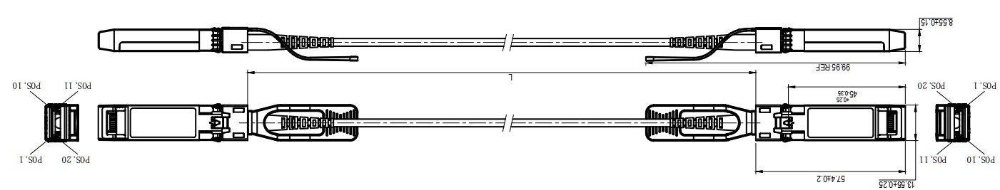 8.55±0.15
99.95 REF
L
POS.10
POS.11
POS.20
POS.1
45 +0.25 -0.35
POS.1
POS.20
POS.11
POS.10
57.4±0.2
13.55±0.25